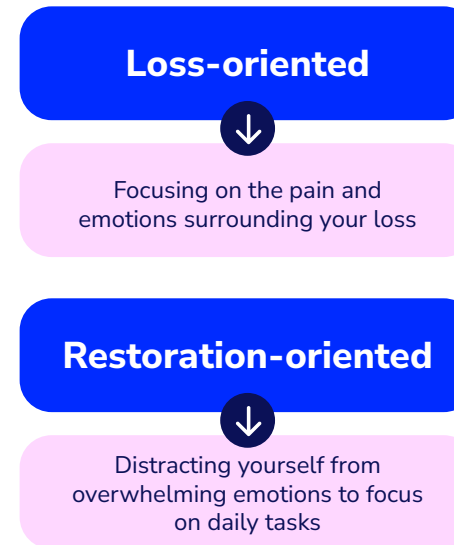 Loss-oriented
Focusing on the pain and
emotions surrounding your loss
Restoration-oriented
Distracting yourself from
overwhelming emotions to focus
on daily tasks